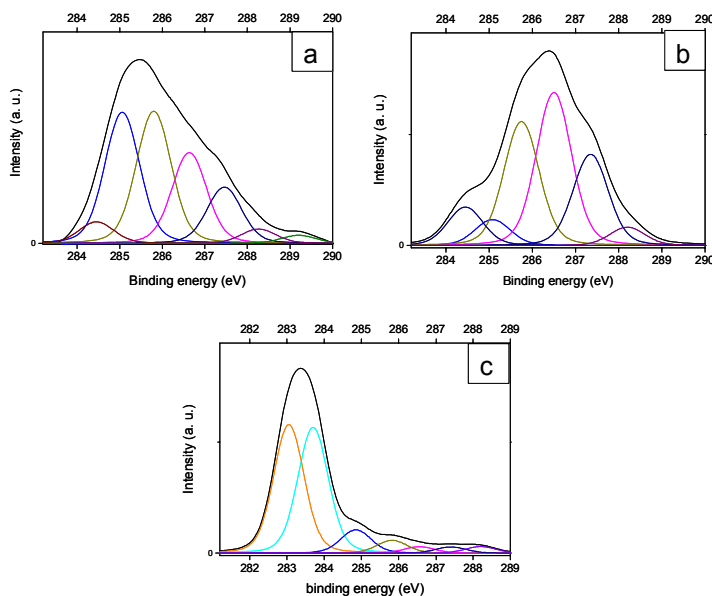 284 285 286 287 288 289 290
a
Intensity (a. u.)
0
284 285 286 287 288 289 290
Binding energy (eV)
284 285 286 287 288 289 290
b
Intensity (a. u.)
0
284 285 286 287 288 289 290
Binding energy (eV)
282 283 284 285 286 287 288 289
c
Intensity (a. u.)
0
282 283 284 285 286 287 288 289
binding energy (eV)